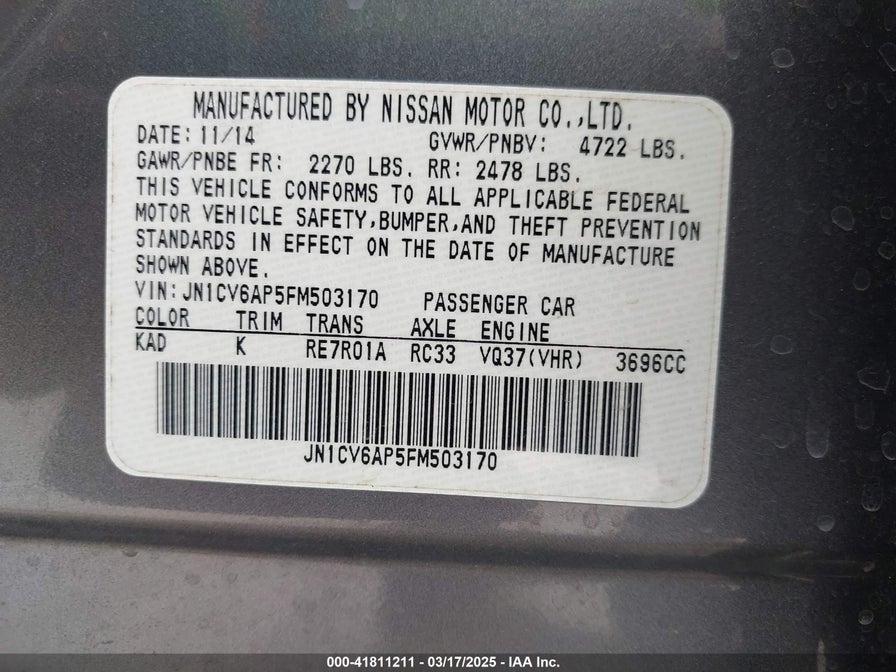 MANUFACTURED BY NISSAN MOTOR CO.,LTD.
DATE: 11/14 GVWR/PNBV: 4722 LBS.
GAWR/PNBE FR: 2270 LBS. RR: 2478 LBS.
THIS VEHICLE CONFORMS TO ALL APPLICABLE FEDERAL
MOTOR VEHICLE SAFETY,BUMPER,AND THEFT PREVENTION
STANDARDS IN EFFECT ON THE DATE OF MANUFACTURE
SHOWN ABOVE.
VIN: JN1CV6AP5FM503170 PASSENGER CAR
COLOR TRIM TRANS AXLE ENGINE
KAD K RE7R01A RC33 VQ37(VHR) 3696CC
JN1CV6AP5FM503170
000-41811211 - 03/17/2025 - IAA Inc.